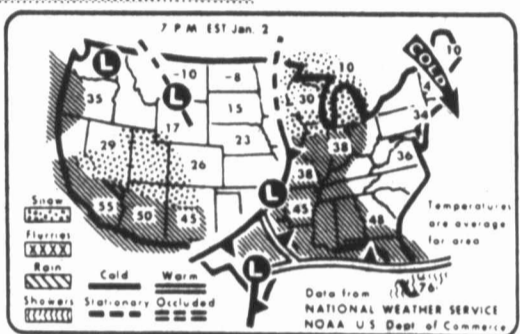 7 PM EST Jan. 2
L
L
-10
-8
10
10
COLD
35
15
30
4
34
17
23
38
29
26
36
38
L
55
50
45
45
48
Snow
Flurries
Rain
Showers
Cold
Warm
Stationary
Occluded
L
Temperatures
are average
for area
76
Data from
NATIONAL WEATHER SERVICE
NOAA U S Dept. of Commerce